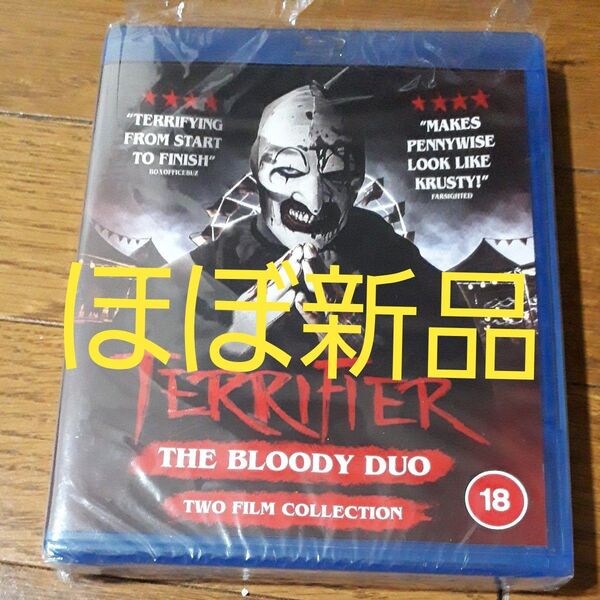 "TERRIFYING
FROM START
TO FINISH"
BOXOFFICEBUZ
"MAKES
PENNYWISE
LOOK LIKE
KRUSTY!"
FARSIGHTED
ほぼ新品
TERRIFIER
THE BLOODY DUO
TWO FILM COLLECTION
18